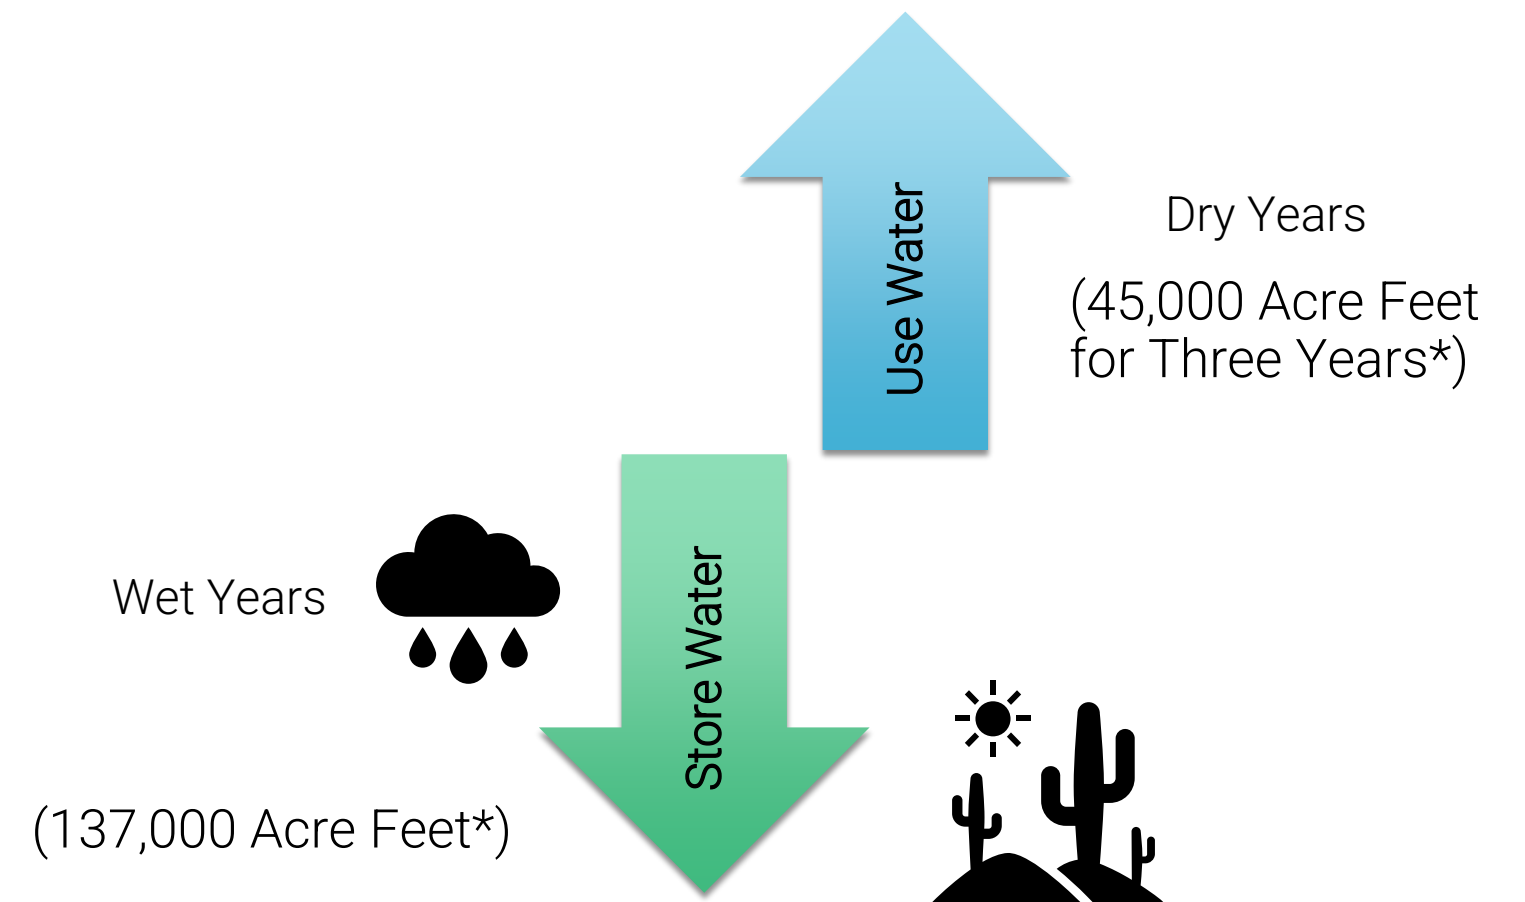 Use Water
Dry Years
(45,000 Acre Feet
for Three Years*)
Wet Years
Store Water
(137,000 Acre Feet*)